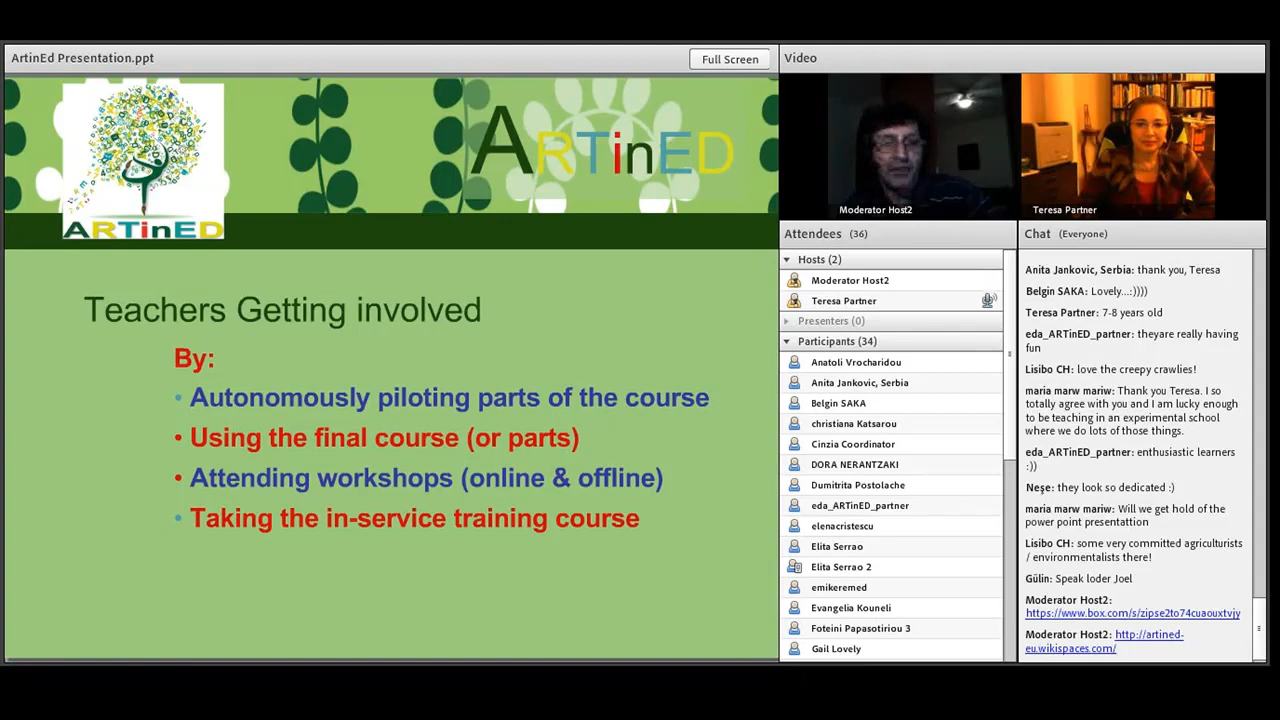 ArtinEd Presentation.ppt
Full Screen
ARTinED
ARTinED
Teachers Getting involved
By:
• Autonomously piloting parts of the course
• Using the final course (or parts)
• Attending workshops (online & offline)
• Taking the in-service training course
Video
Moderator Host2
Teresa Partner
Attendees (36)
Hosts (2)
Moderator Host2
Teresa Partner
Presenters (0)
Participants (34)
Anatoli Vrocharidou
Anita Jankovic, Serbia
Belgin SAKA
christiana Katsarou
Cinzia Coordinator
DORA NERANTZAKI
Dumitrita Postolache
eda_ARTinED_partner
elenacristescu
Elita Serrao
Elita Serrao 2
emikeremed
Evangelia Kouneli
Foteini Papasotiriou 3
Gail Lovely
Chat (Everyone)
Anita Jankovic, Serbia: thank you, Teresa
Belgin SAKA: Lovely...:))))
Teresa Partner: 7-8 years old
eda_ARTinED_partner: theyare really having
fun
Lisibo CH: love the creepy crawlies!
maria marw mariw: Thank you Teresa. I so
totally agree with you and I am lucky enough
to be teaching in an experimental school
where we do lots of those things.
eda_ARTinED_partner: enthusiastic learners
:))
Neşe: they look so dedicated :)
maria marw mariw: Will we get hold of the
power point presentattion
Lisibo CH: some very committed agriculturists
/ environmentalists there!
Gülin: Speak loder Joel
Moderator Host2:
https://www.box.com/s/zipse2to74cuaouxtvjy
Moderator Host2: http://artined-
eu.wikispaces.com/